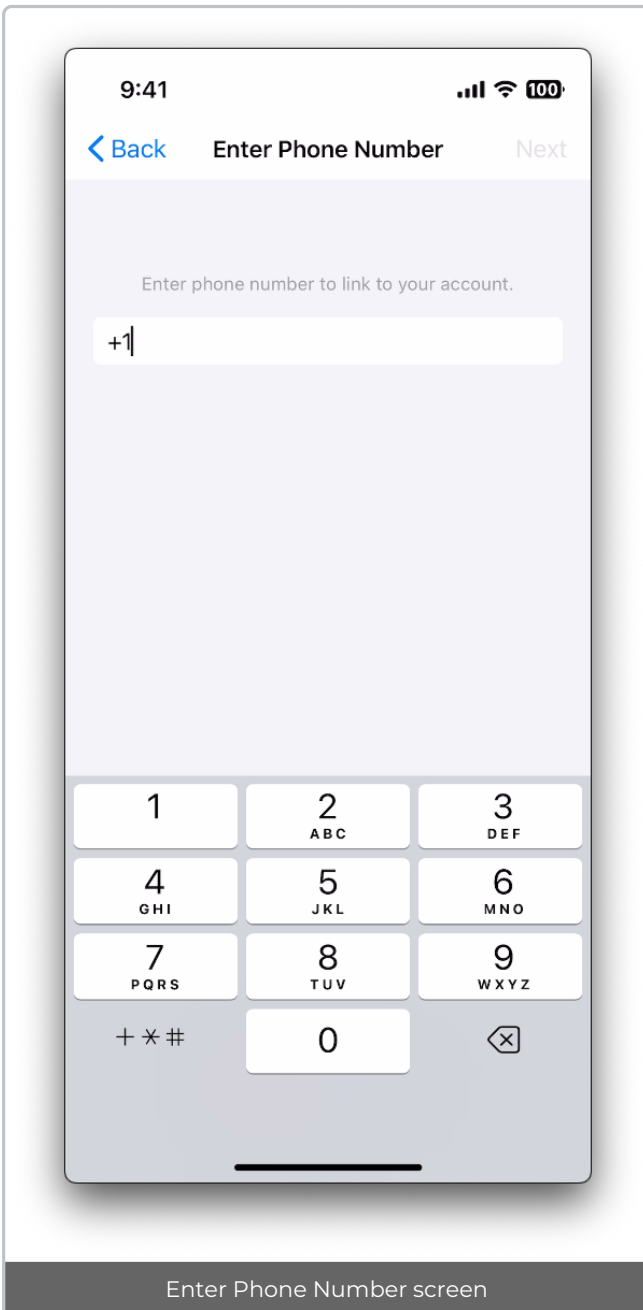 9:41 100
Back Enter Phone Number Next
Enter phone number to link to your account.
+1
1 2 3
ABC DEF
4 5 6
GHI JKL MNO
7 8 9
PQRS TUV WXYZ
+*# 0
Enter Phone Number screen